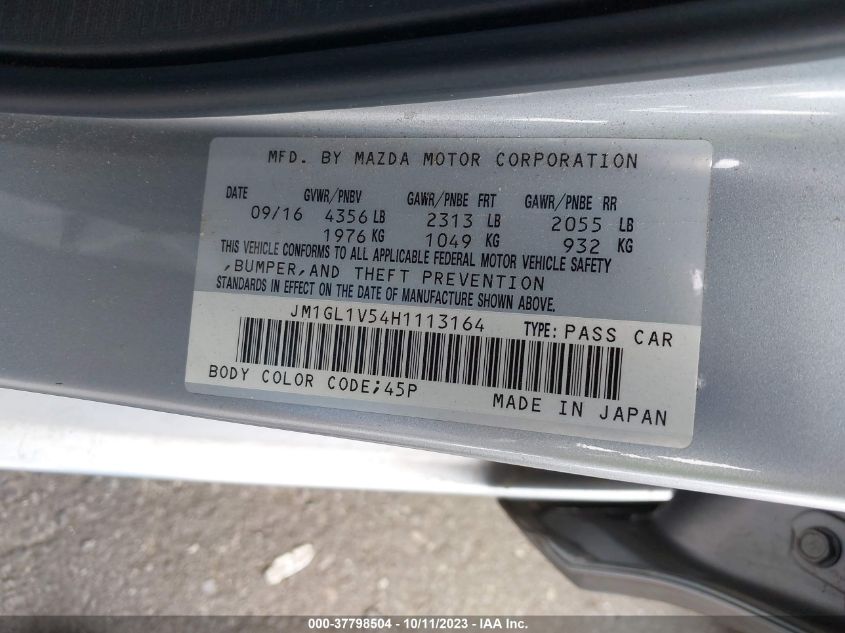 MFD. BY MAZDA MOTOR CORPORATION
DATE GVWR/PNBV GAWR/PNBE FRT GAWR/PNBE RR
09/16 4356 LB 2313 LB 2055 LB
1976 KG 1049 KG 932 KG
THIS VEHICLE CONFORMS TO ALL APPLICABLE FEDERAL MOTOR VEHICLE SAFETY
,BUMPER,AND THEFT PREVENTION
STANDARDS IN EFFECT ON THE DATE OF MANUFACTURE SHOWN ABOVE.
JM1GL1V54H1113164 TYPE: PASS CAR
BODY COLOR CODE;45P
MADE IN JAPAN
000-37798504 - 10/11/2023 - IAA Inc.